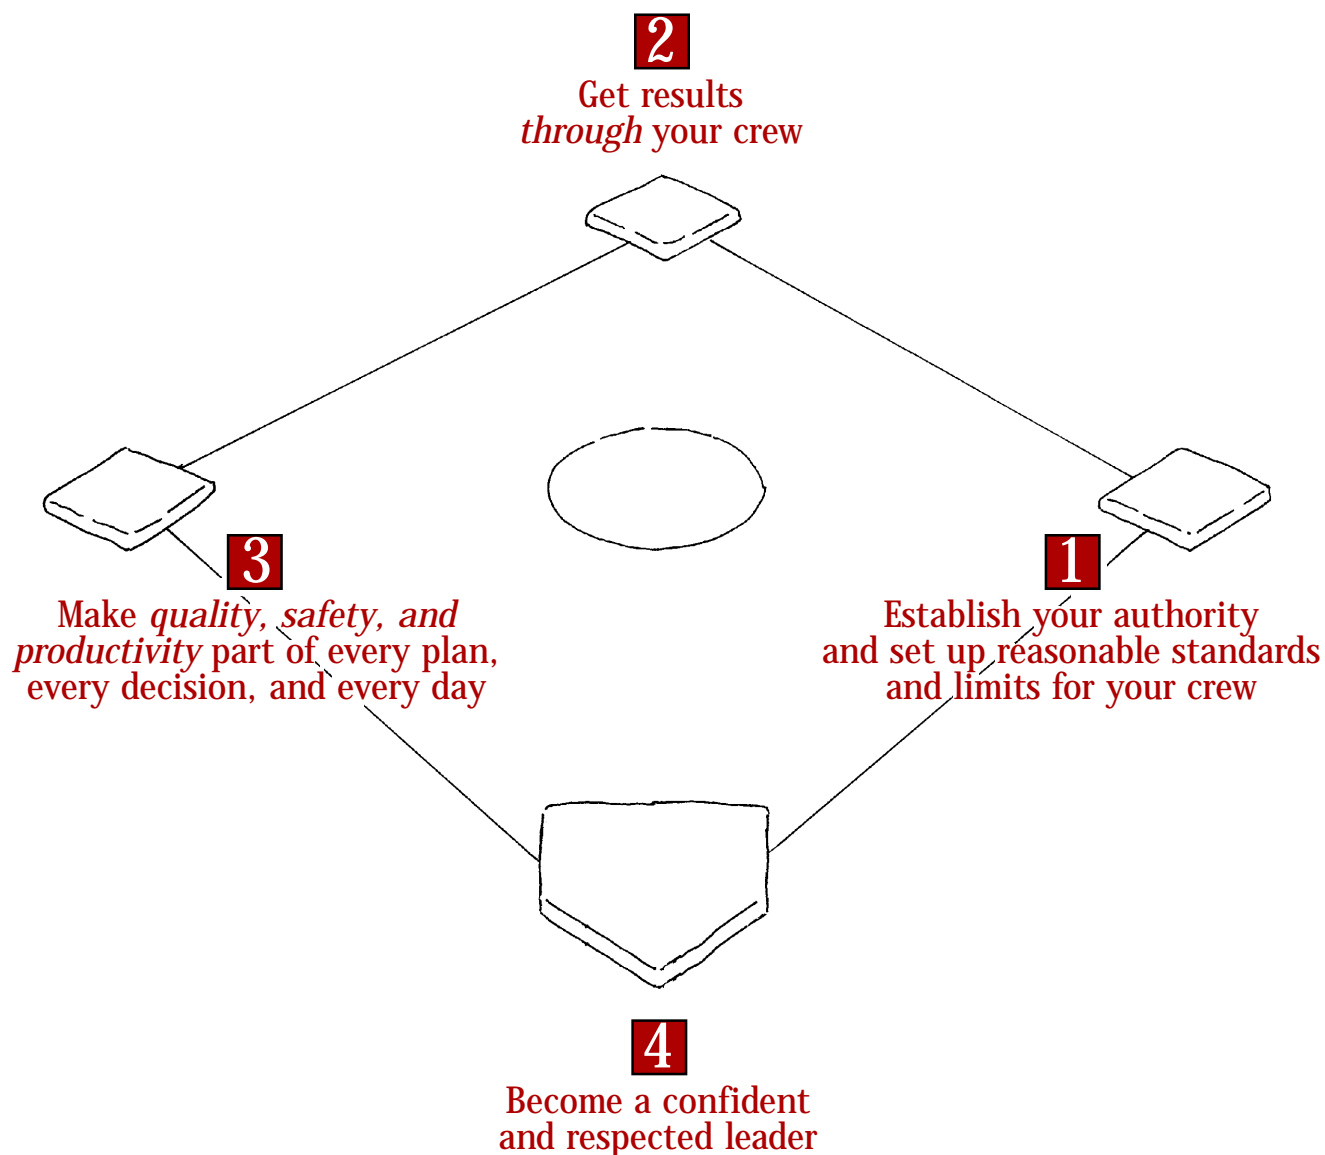 2
Get results
through your crew
3
Make quality, safety, and
productivity part of every plan,
every decision, and every day
1
Establish your authority
and set up reasonable standards
and limits for your crew
4
Become a confident
and respected leader